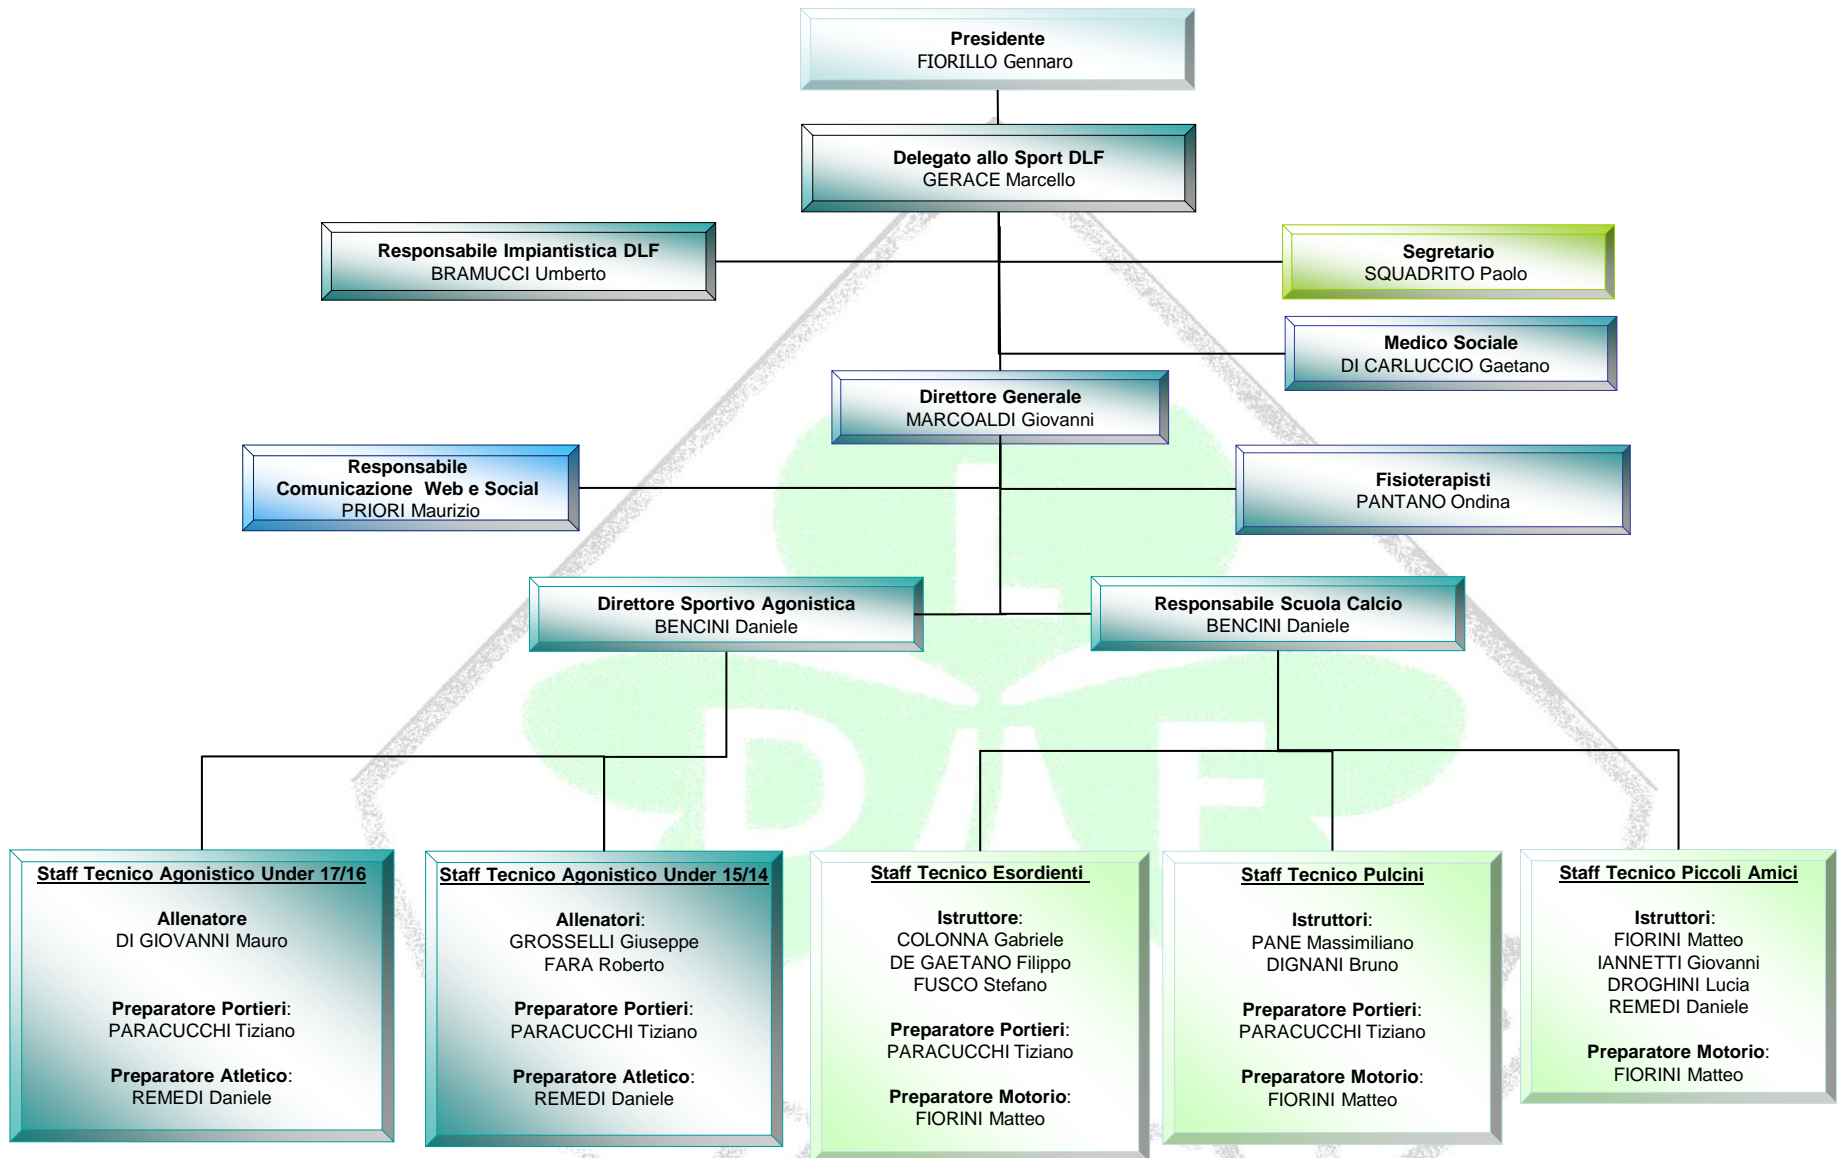 Presidente
FIORILLO Gennaro
Delegato allo Sport DLF
GERACE Marcello
Responsabile Impiantistica DLF
BRAMUCCI Umberto
Segretario
SQUADRITO Paolo
Medico Sociale
DI CARLUCCIO Gaetano
Direttore Generale
MARCOALDI Giovanni
Responsabile
Comunicazione Web e Social
PRIORI Maurizio
Fisioterapisti
PANTANO Ondina
Direttore Sportivo Agonistica
BENCINI Daniele
Responsabile Scuola Calcio
BENCINI Daniele
Staff Tecnico Agonistico Under 17/16
Allenatore
DI GIOVANNI Mauro
Preparatore Portieri:
PARACUCCHI Tiziano
Preparatore Atletico:
REMEDI Daniele
Staff Tecnico Agonistico Under 15/14
Allenatori:
GROSSELLI Giuseppe
FARA Roberto
Preparatore Portieri:
PARACUCCHI Tiziano
Preparatore Atletico:
REMEDI Daniele
Staff Tecnico Esordienti
Istruttore:
COLONNA Gabriele
DE GAETANO Filippo
FUSCO Stefano
Preparatore Portieri:
PARACUCCHI Tiziano
Preparatore Motorio:
FIORINI Matteo
Staff Tecnico Pulcini
Istruttori:
PANE Massimiliano
DIGNANI Bruno
Preparatore Portieri:
PARACUCCHI Tiziano
Preparatore Motorio:
FIORINI Matteo
Staff Tecnico Piccoli Amici
Istruttori:
FIORINI Matteo
IANNETTI Giovanni
DROGHINI Lucia
REMEDI Daniele
Preparatore Motorio:
FIORINI Matteo
L
D F